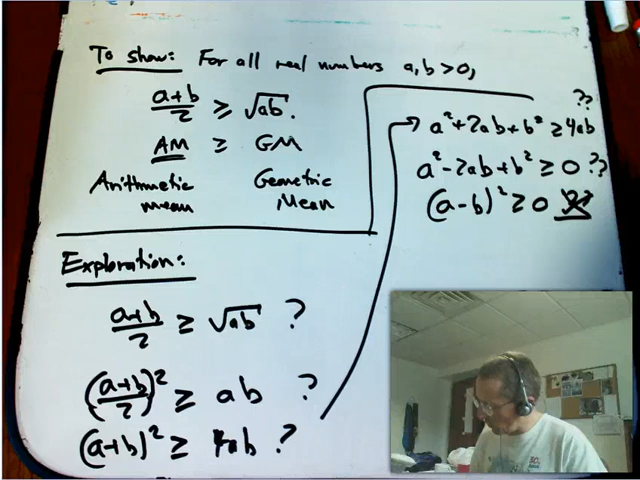 To show: For all real numbers a,b > 0,
a+b/2 ≥ √ab.
AM ≥ GM
Arithmetic mean Geometric Mean
Exploration:
a+b/2 ≥ √ab ?
(a+b/2)² ≥ ab ?
(a+b)² ≥ 4ab ?
??
a²+2ab+b² ≥ 4ab
a²-2ab+b² ≥ 0 ??
(a-b)² ≥ 0